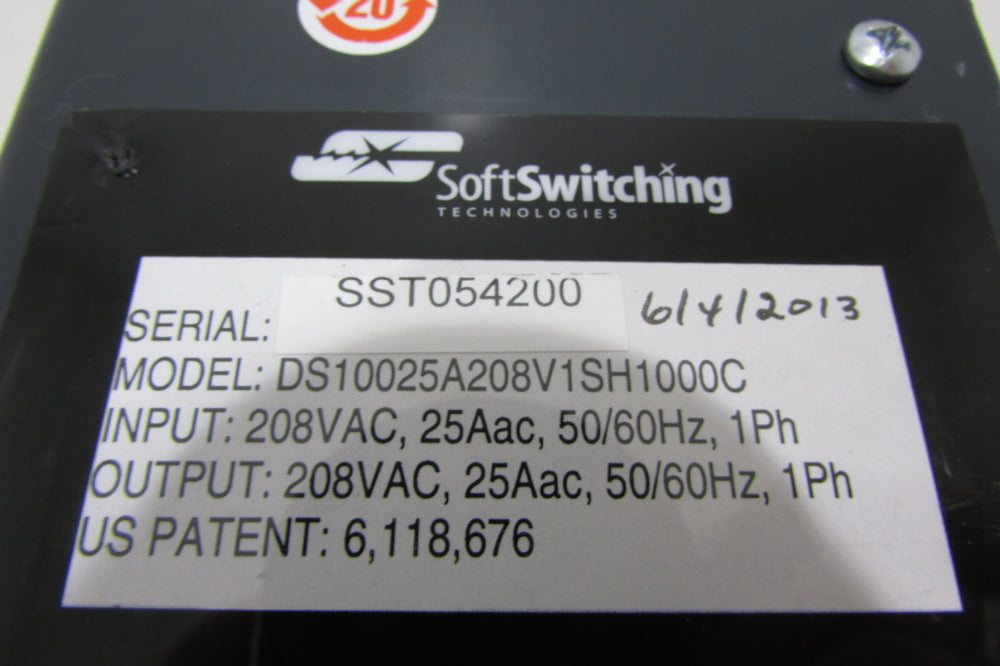 20
SoftSwitching
TECHNOLOGIES
SERIAL: SST054200 6/4/2013
MODEL: DS10025A208V1SH1000C
INPUT: 208VAC, 25Aac, 50/60Hz, 1Ph
OUTPUT: 208VAC, 25Aac, 50/60Hz, 1Ph
US PATENT: 6,118,676